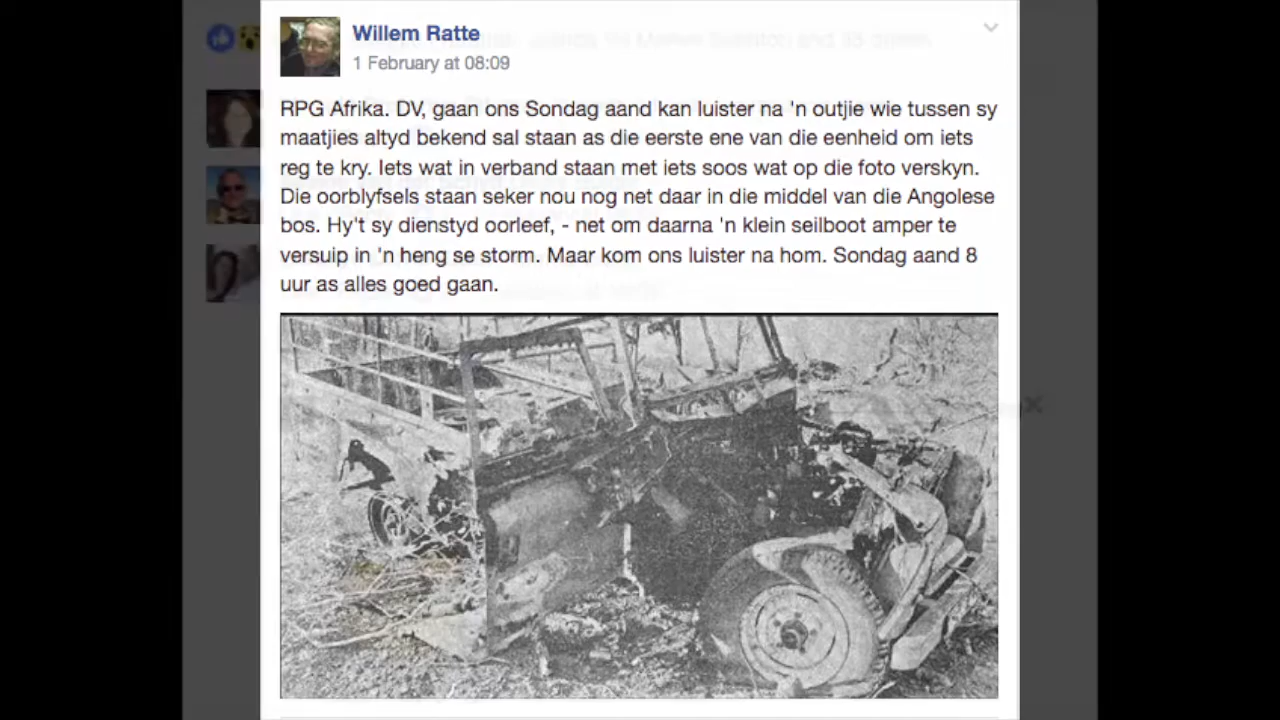 Willem Ratte
1 February at 08:09
RPG Afrika. DV, gaan ons Sondag aand kan luister na 'n outjie wie tussen sy
maatjies altyd bekend sal staan as die eerste ene van die eenheid om iets
reg te kry. Iets wat in verband staan met iets soos wat op die foto verskyn.
Die oorblyfsels staan seker nou nog net daar in die middel van die Angolese
bos. Hy't sy dienstyd oorleef, - net om daarna 'n klein seilboot amper te
versuip in 'n heng se storm. Maar kom ons luister na hom. Sondag aand 8
uur as alles goed gaan.